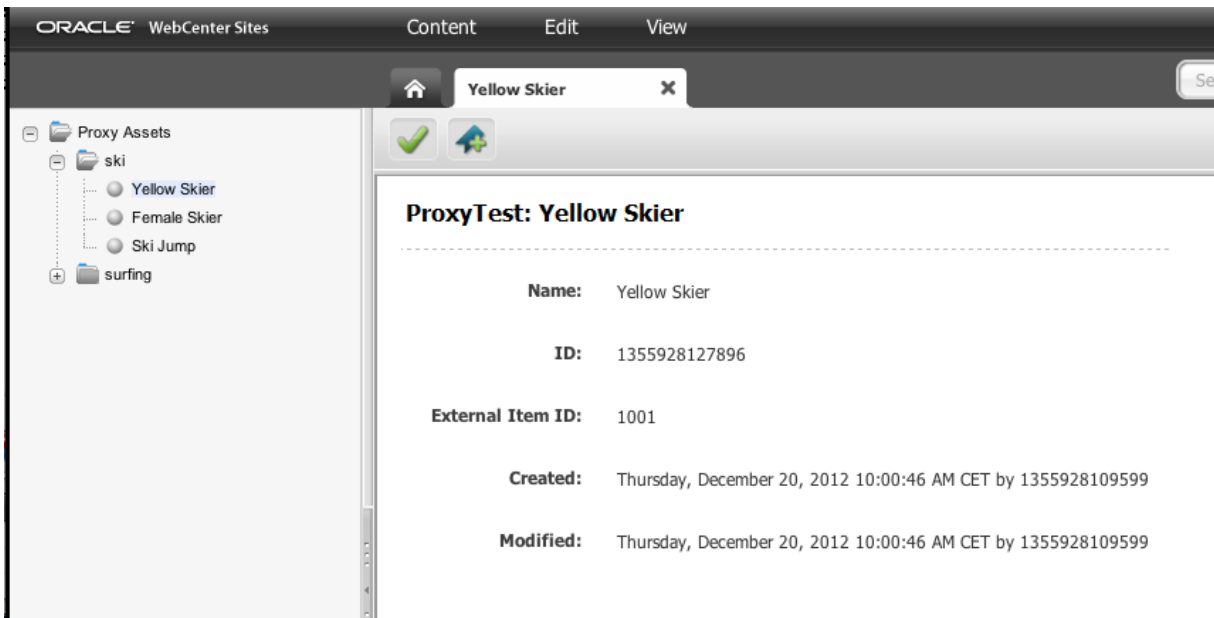 ORACLE WebCenter Sites
Content Edit View
Yellow Skier
Se
Proxy Assets
ski
Yellow Skier
Female Skier
Ski Jump
surfing
ProxyTest: Yellow Skier
Name: Yellow Skier
ID: 1355928127896
External Item ID: 1001
Created: Thursday, December 20, 2012 10:00:46 AM CET by 1355928109599
Modified: Thursday, December 20, 2012 10:00:46 AM CET by 1355928109599